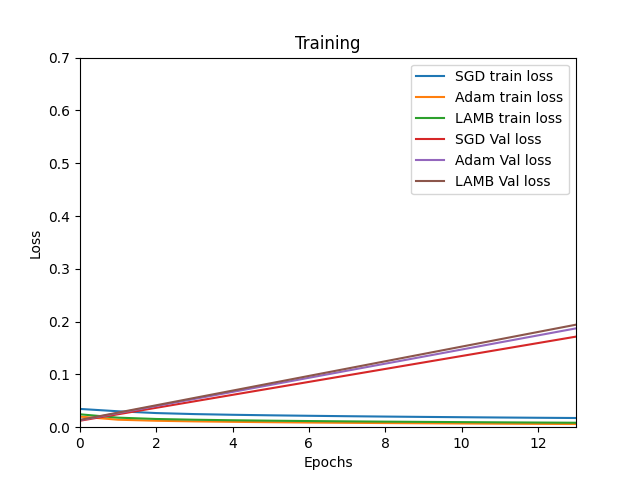 Training
0.7
0.6
0.5
0.4
0.3
0.2
0.1
0.0
Loss
SGD train loss
Adam train loss
LAMB train loss
SGD Val loss
Adam Val loss
LAMB Val loss
0 2 4 6 8 10 12
Epochs